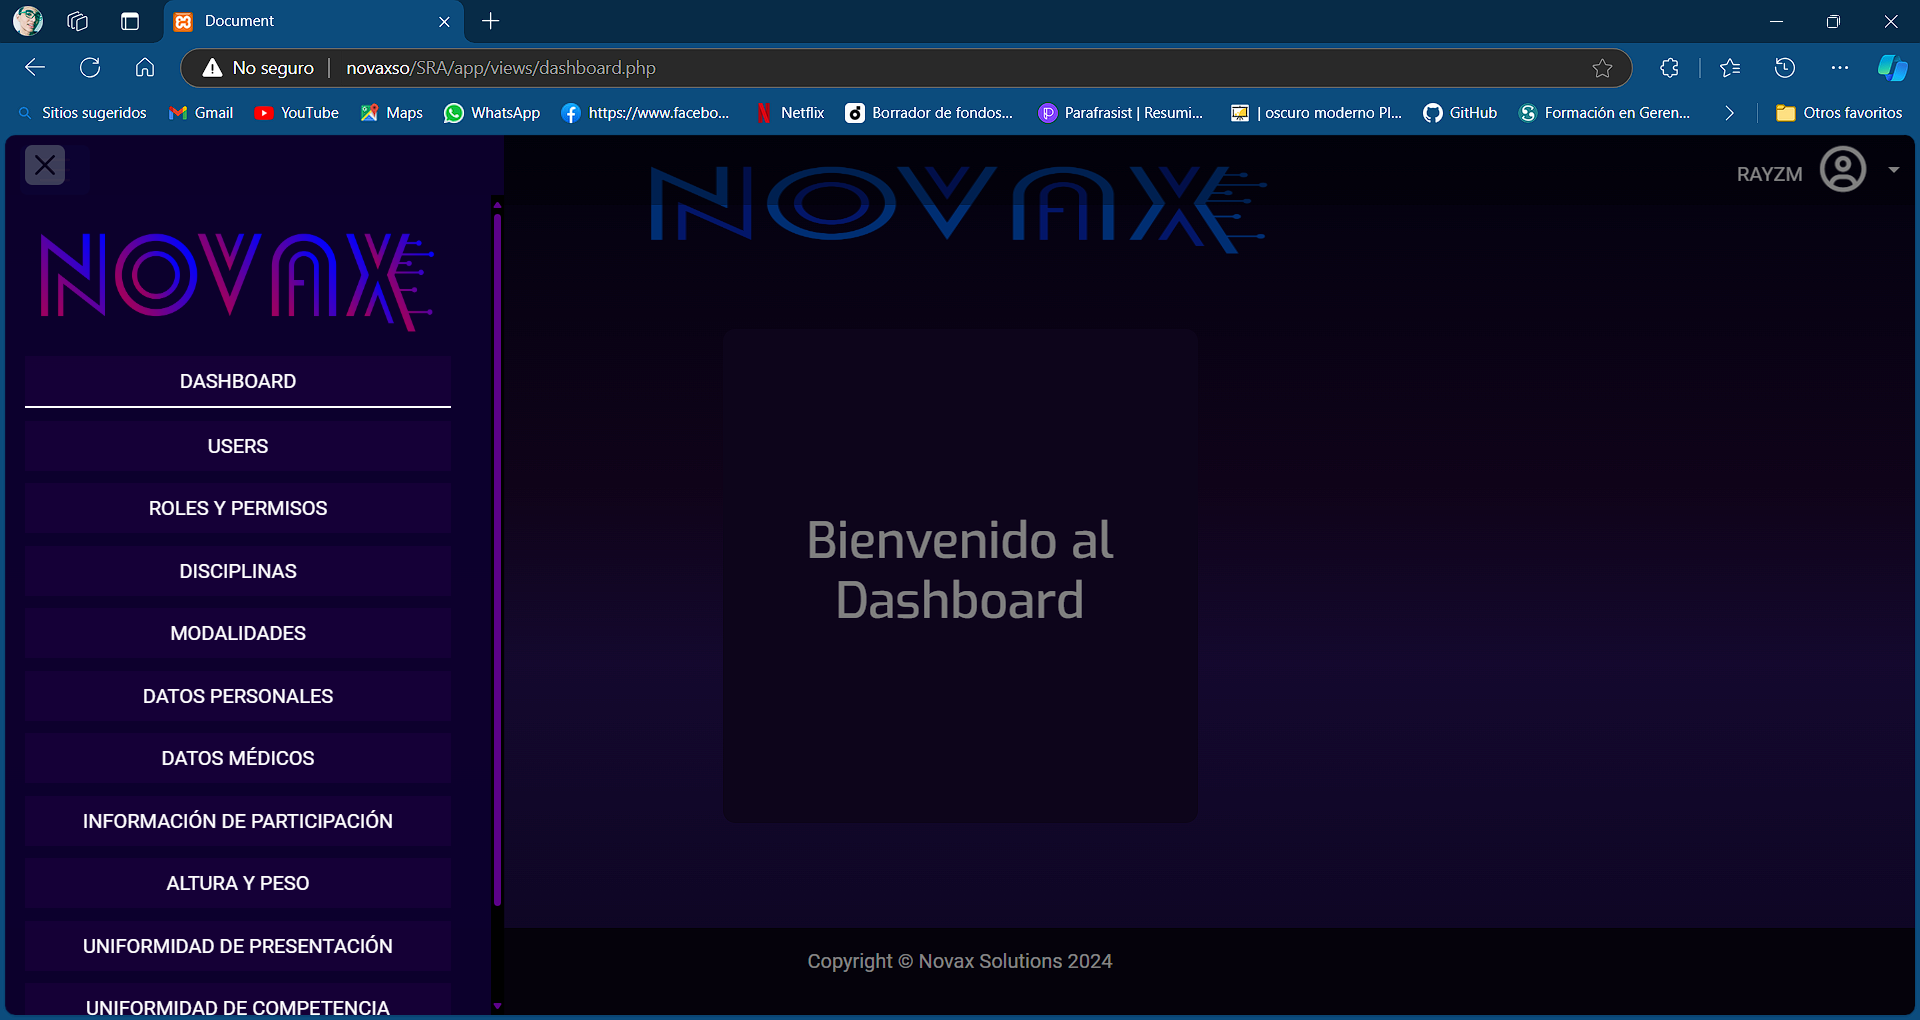 Document
No seguro
novaxso/SRA/app/views/dashboard.php
Sitios sugeridos
Gmail
YouTube
Maps
WhatsApp
https://www.facebo...
Netflix
Borrador de fondos...
Parafrasist | Resumi...
| oscuro moderno Pl...
GitHub
Formación en Geren...
Otros favoritos
NOVAX
RAYZM
NOVAX
DASHBOARD
USERS
ROLES Y PERMISOS
DISCIPLINAS
MODALIDADES
DATOS PERSONALES
DATOS MÉDICOS
INFORMACIÓN DE PARTICIPACIÓN
ALTURA Y PESO
UNIFORMIDAD DE PRESENTACIÓN
UNIFORMIDAD DE COMPETENCIA
Bienvenido al
Dashboard
Copyright © Novax Solutions 2024